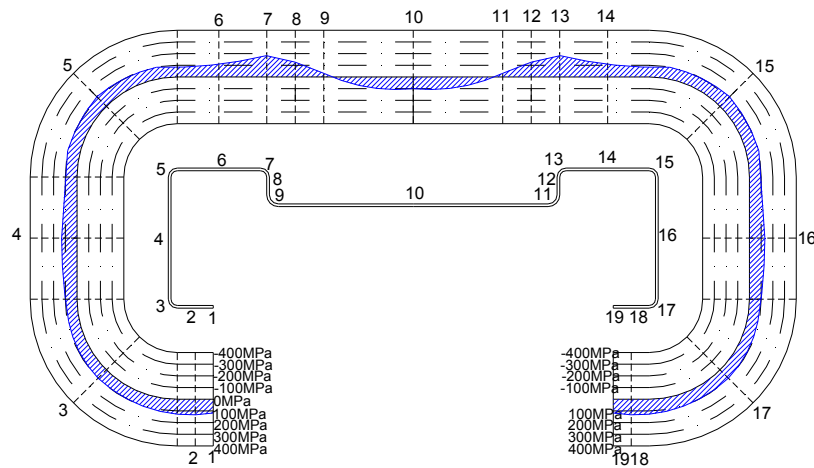 6 7 8 9 10 11 12 13 14
5 15
5 6 7 13 14 15
8 12
9 10 11
4 4 16 16
3 2 1 19 18 17
-400MPa -400MPa
-300MPa -300MPa
-200MPa -200MPa
-100MPa -100MPa
0MPa
3 100MPa 100MPa 17
200MPa 200MPa
300MPa 300MPa
400MPa 400MPa
2 1 19 18